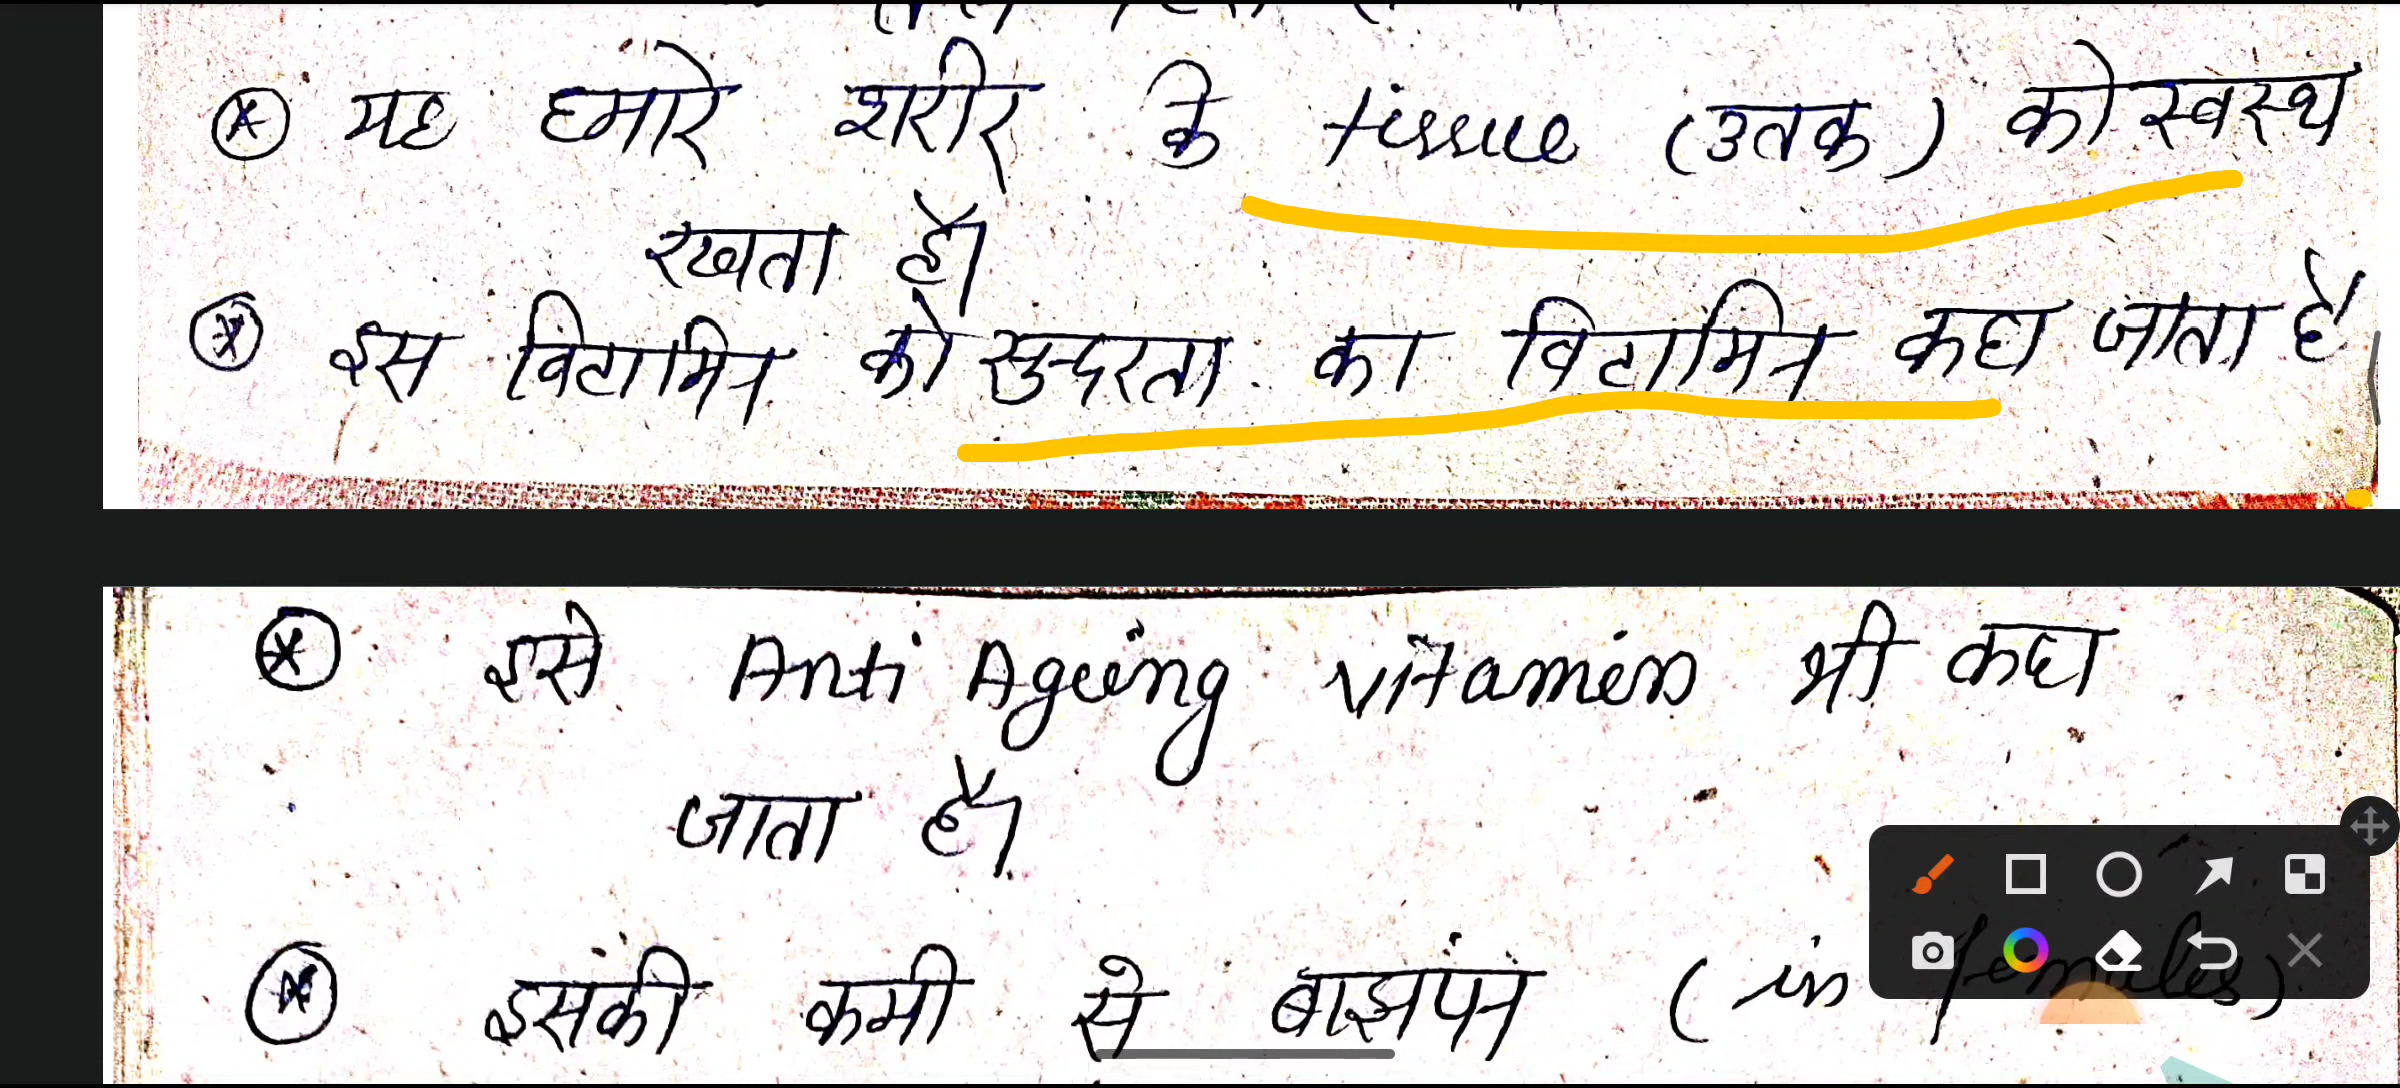 यह हमारे शरीर के tissue (उतक) को स्वस्थ
रखता है।
इस विटामिन को सुन्दरता का विटामिन कहा जाता है
इसे Anti Ageing vitamin भी कहा
जाता है।
इसकी कमी से बाझपन (in females)